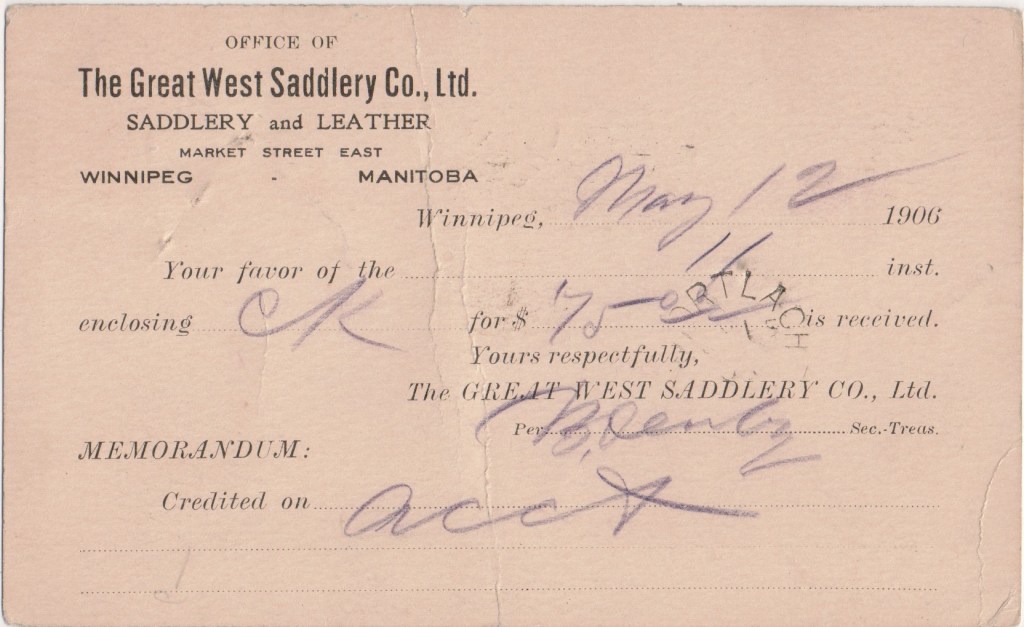 OFFICE OF
The Great West Saddlery Co., Ltd.
SADDLERY and LEATHER
MARKET STREET EAST
WINNIPEG - MANITOBA
Winnipeg, May 12 1906
Your favor of the 11 inst.
enclosing ck for $ 75 is received.
RTLACH
Yours respectfully,
The GREAT WEST SADDLERY CO., Ltd.
Per Sec.-Treas.
MEMORANDUM:
Credited on acct